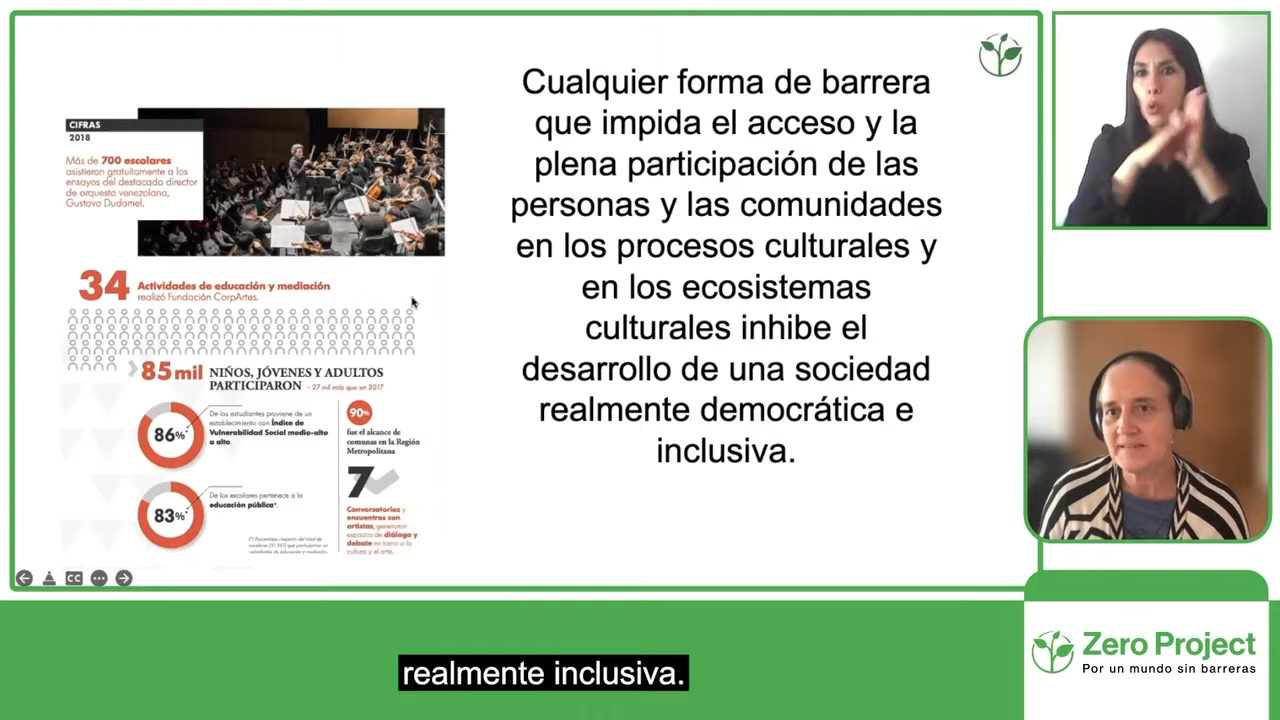 CIFRAS
2018
Más de 700 escolares
asistieron gratuitamente a los
ensayos del destacado director
de orquesta venezolano,
Gustavo Dudamel.
34 Actividades de educación y mediación
realizó Fundación CorpArtes.
85mil NIÑOS, JÓVENES Y ADULTOS
PARTICIPARON - 27 mil más que en 2017
86%
De los estudiantes proviene de un
establecimiento con Índice de
Vulnerabilidad Social medio-alto
a alto.
83%
De los escolares pertenece a la
educación pública*.
90%
fue el alcance de
comunas en la Región
Metropolitana
7
Conversatorios y
encuentros con
artistas, generaron
espacios de diálogo y
debate en torno a la
cultura y el arte.
Cualquier forma de barrera
que impida el acceso y la
plena participación de las
personas y las comunidades
en los procesos culturales y
en los ecosistemas
culturales inhibe el
desarrollo de una sociedad
realmente democrática e
inclusiva.
CC
realmente inclusiva.
Zero Project
Por un mundo sin barreras